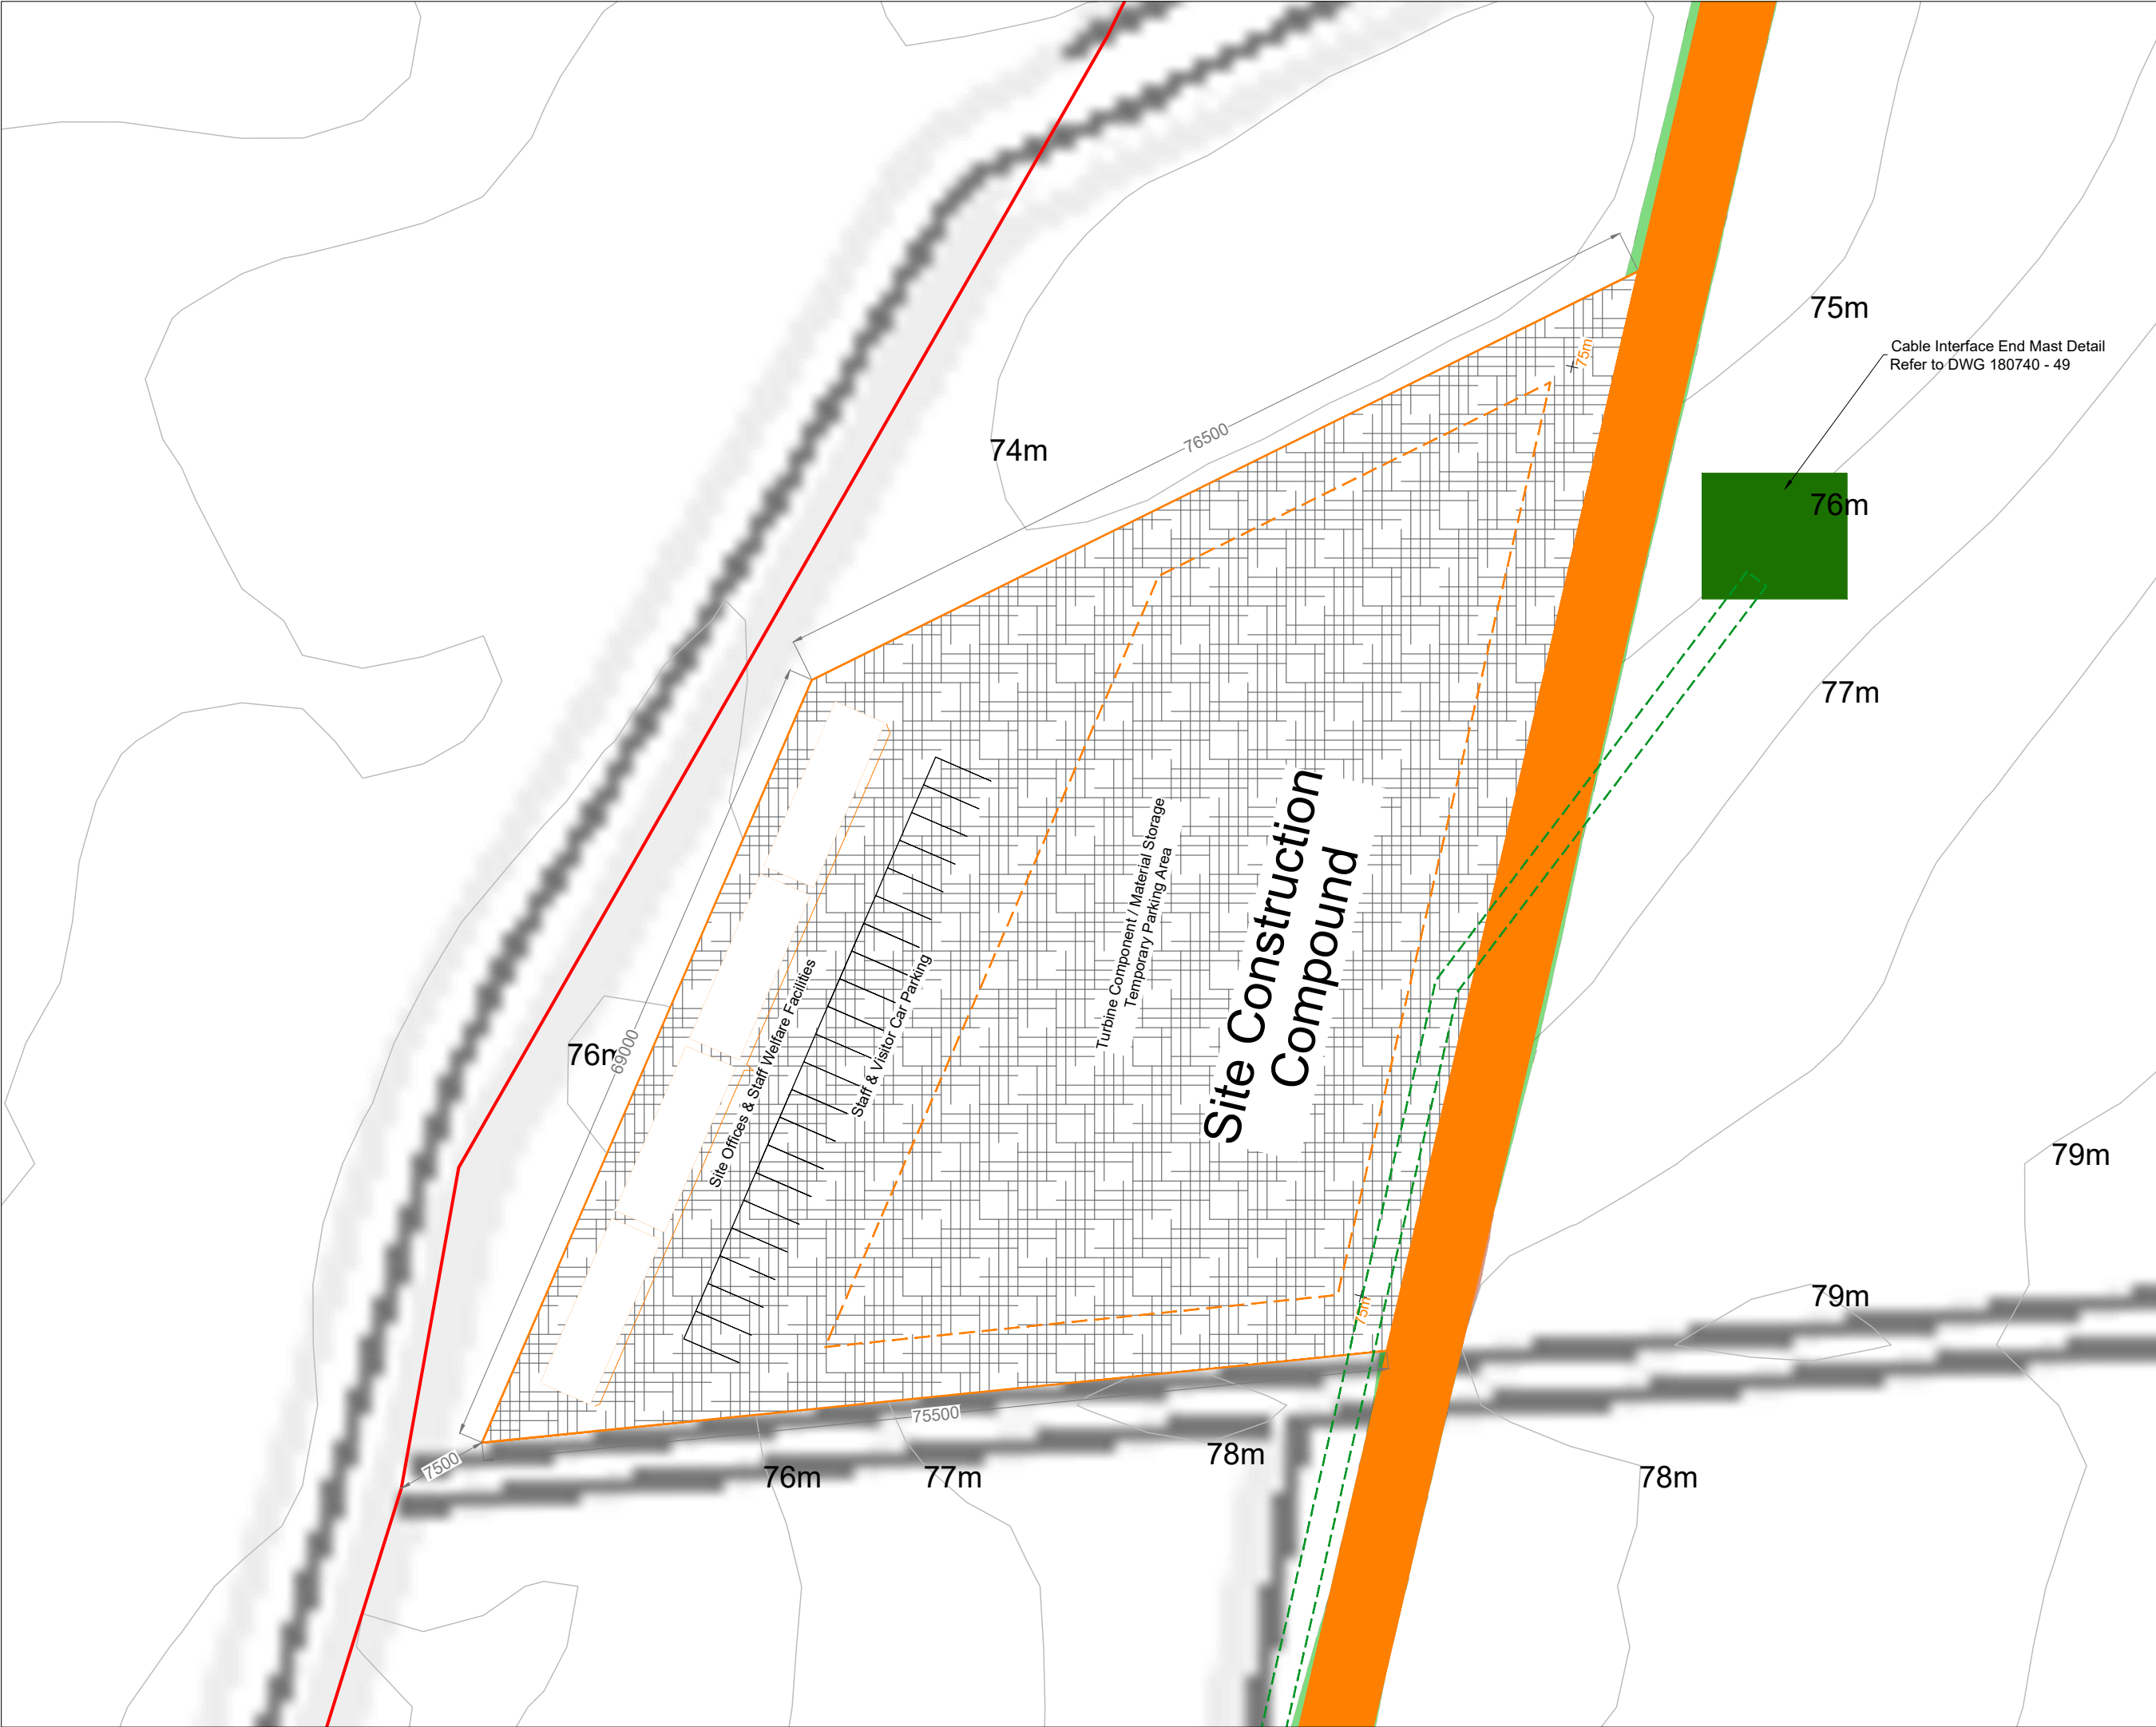 75m
Cable Interface End Mast Detail
Refer to DWG 180740 - 49
75m
76500
74m
76m
77m
Turbine Component / Material Storage
Temporary Parking Area
Site Construction
Compound
Site Offices & Staff Welfare Facilities
Staff & Visitor Car Parking
76m
69000
79m
79m
75m
75500
7500
76m
77m
78m
78m